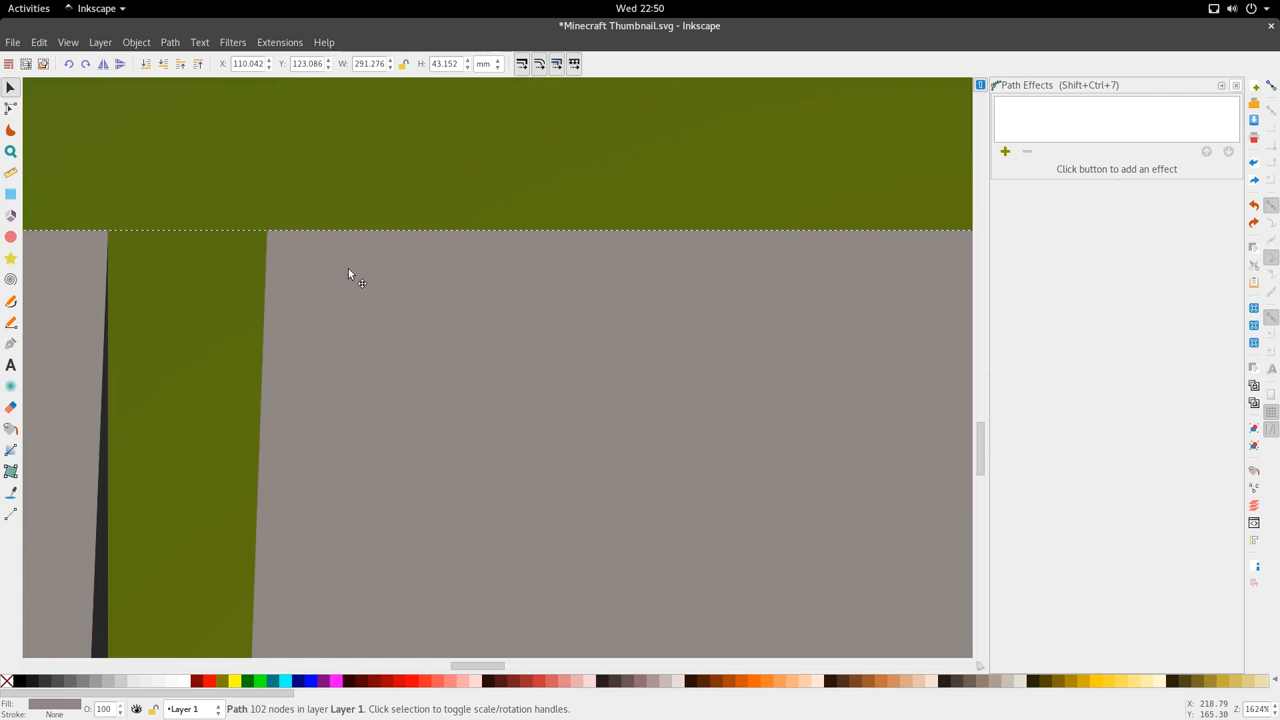 Activities Inkscape Wed 22:50
*Minecraft Thumbnail.svg - Inkscape
File Edit View Layer Object Path Text Filters Extensions Help
X: 110.042 Y: 123.086 W: 291.276 H: 43.152 mm
Path Effects (Shift+Ctrl+7)
Click button to add an effect
Fill: Stroke: None O: 100 •Layer 1 Path 102 nodes in layer Layer 1. Click selection to toggle scale/rotation handles. X: 218.79 Y: 165.30 Z: 1624%